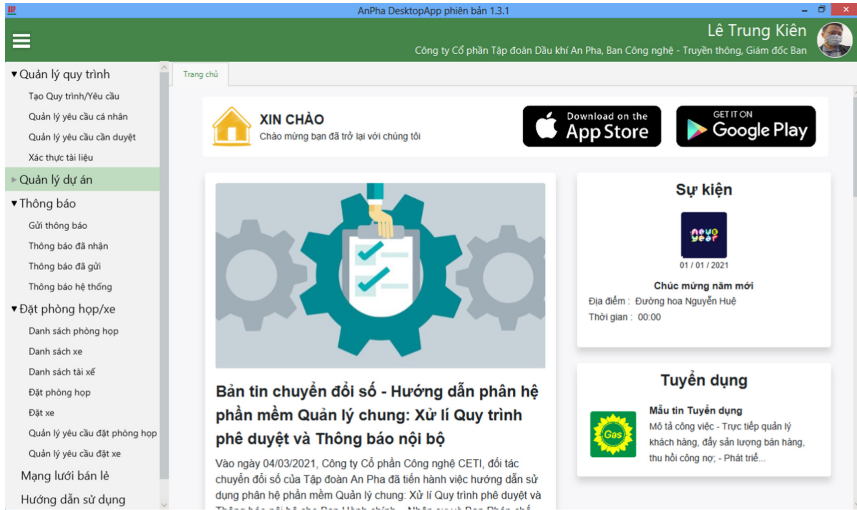 AnPha DesktopApp phiên bản 1.3.1
Lê Trung Kiên
Công ty Cổ phần Tập đoàn Dầu khí An Pha, Ban Công nghệ - Truyền thông, Giám đốc Ban
Quản lý quy trình
Tạo Quy trình/Yêu cầu
Quản lý yêu cầu cá nhân
Quản lý yêu cầu cần duyệt
Xác thực tài liệu
Quản lý dự án
Thông báo
Gửi thông báo
Thông báo đã nhận
Thông báo đã gửi
Thông báo hệ thống
Đặt phòng họp/xe
Danh sách phòng họp
Danh sách xe
Danh sách tài xế
Đặt phòng họp
Đặt xe
Quản lý yêu cầu đặt phòng họp
Quản lý yêu cầu đặt xe
Mạng lưới bán lẻ
Hướng dẫn sử dụng
Trang chủ
XIN CHÀO
Chào mừng bạn đã trở lại với chúng tôi
Download on the
App Store
GET IT ON
Google Play
Bản tin chuyển đổi số - Hướng dẫn phân hệ
phần mềm Quản lý chung: Xử lí Quy trình
phê duyệt và Thông báo nội bộ
Vào ngày 04/03/2021, Công ty Cổ phần Công nghệ CETI, đối tác
chuyển đổi số của Tập đoàn An Pha đã tiến hành việc hướng dẫn sử
dụng phân hệ phần mềm Quản lý chung: Xử lí Quy trình phê duyệt và
Sự kiện
01 / 01 / 2021
Chúc mừng năm mới
Địa điểm : Đường hoa Nguyễn Huệ
Thời gian : 00:00
Tuyển dụng
Gas
Mẫu tin Tuyển dụng
Mô tả công việc - Trực tiếp quản lý
khách hàng, đẩy sản lượng bán hàng,
thu hồi công nợ; - Phát triể...